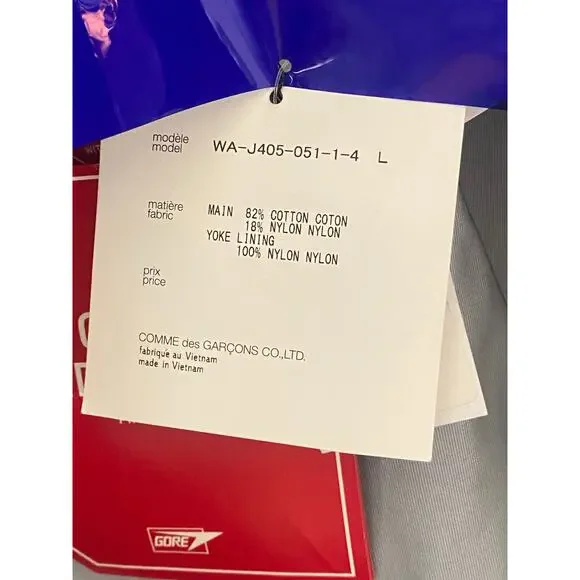 modèle
model
WA-J405-051-1-4 L
matière
fabric
MAIN 82% COTTON COTON
18% NYLON NYLON
YOKE LINING
100% NYLON NYLON
prix
price
COMME des GARÇONS CO.,LTD.
fabriqué au Vietnam
made in Vietnam
GORE